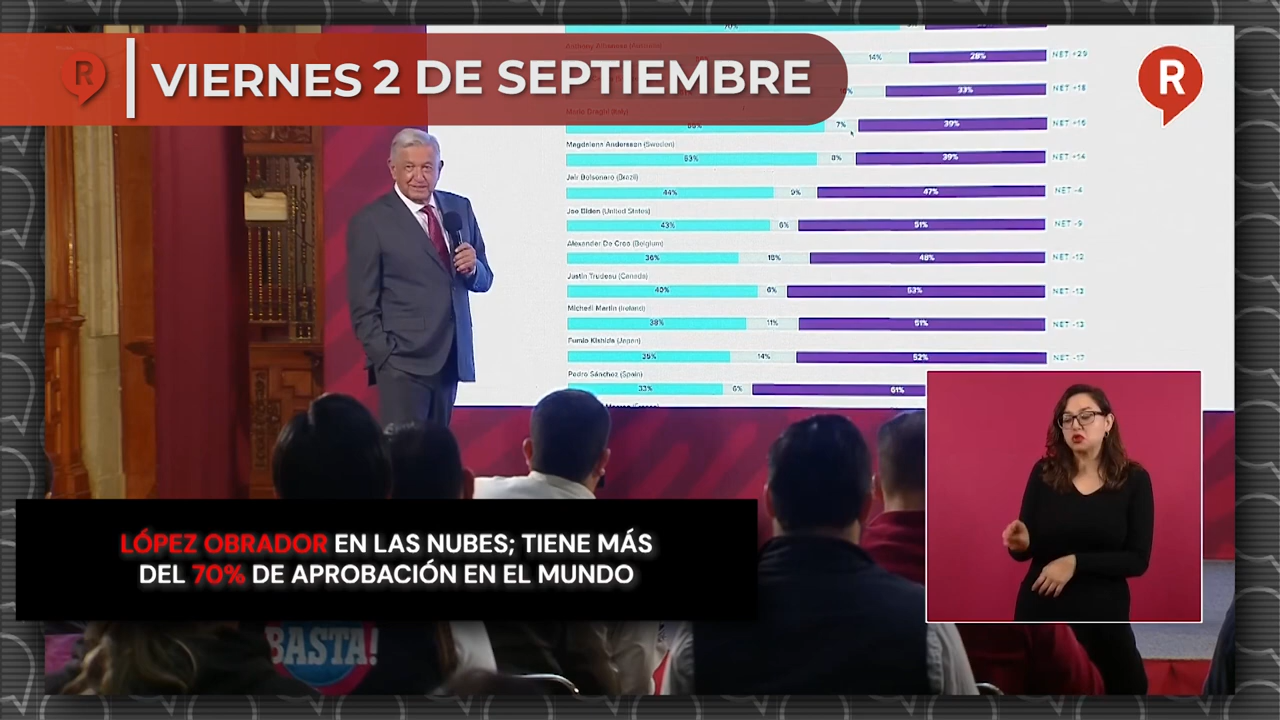 R
VIERNES 2 DE SEPTIEMBRE
R
70%
Anthony Albanese (Australia)
14% 28% NET +29
33% NET +18
Mario Draghi (Italy)
7% 39%
Magdalena Andersson (Sweden)
53% 8% 39% NET +14
Jair Bolsonaro (Brazil)
44% 9% 47% NET -4
Joe Biden (United States)
43% 6% 51% NET -9
Alexander De Croo (Belgium)
36% 16% 48% NET -12
Justin Trudeau (Canada)
40% 6% 53% NET -13
Micheál Martin (Ireland)
38% 11% 51% NET -13
Fumio Kishida (Japan)
35% 14% 52% NET -17
Pedro Sánchez (Spain)
33% 6% 61%
LÓPEZ OBRADOR EN LAS NUBES; TIENE MÁS
DEL 70% DE APROBACIÓN EN EL MUNDO
BASTA!